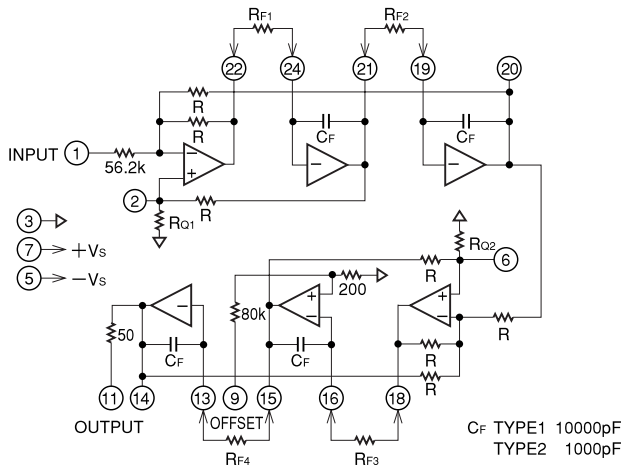 RF1
RF2
22
24
21
19
20
R
R
CF
CF
INPUT 1
56.2k
−
+
−
−
2
R
RQ1
3
7 +VS
5 −VS
RQ2
6
R
200
80k
50
−
+
−
+
−
R
CF
CF
R
R
11
14
13
9
15
16
18
OUTPUT
OFFSET
RF4
RF3
CF TYPE1 10000pF
TYPE2 1000pF